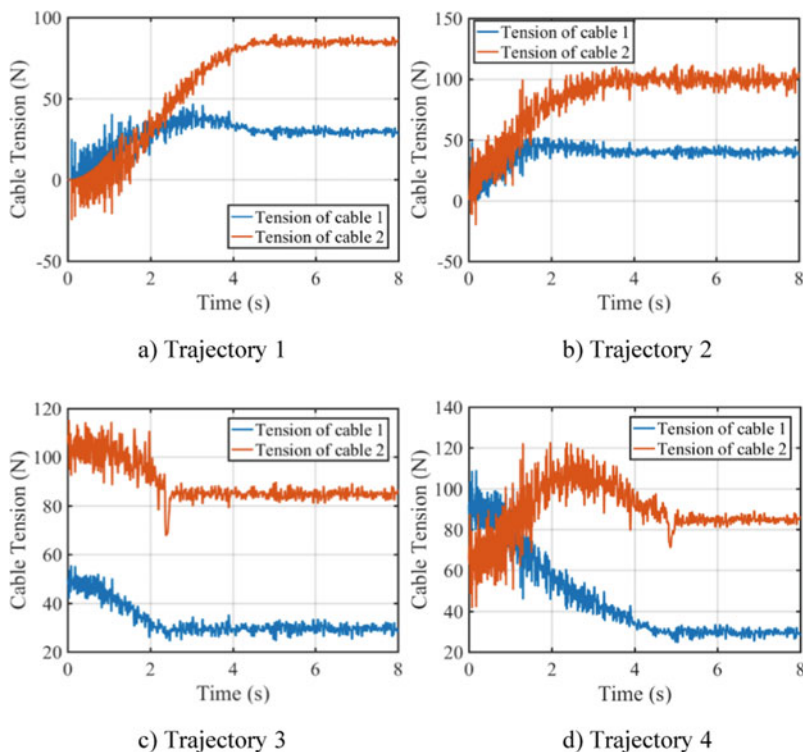 100
50
0
-50
Cable Tension (N)
Tension of cable 1
Tension of cable 2
0 2 4 6 8
Time (s)
a) Trajectory 1
150
100
50
0
-50
Cable Tension (N)
Tension of cable 1
Tension of cable 2
0 2 4 6 8
Time (s)
b) Trajectory 2
120
100
80
60
40
20
Cable Tension (N)
Tension of cable 1
Tension of cable 2
0 2 4 6 8
Time (s)
c) Trajectory 3
140
120
100
80
60
40
20
Cable Tension (N)
Tension of cable 1
Tension of cable 2
0 2 4 6 8
Time (s)
d) Trajectory 4